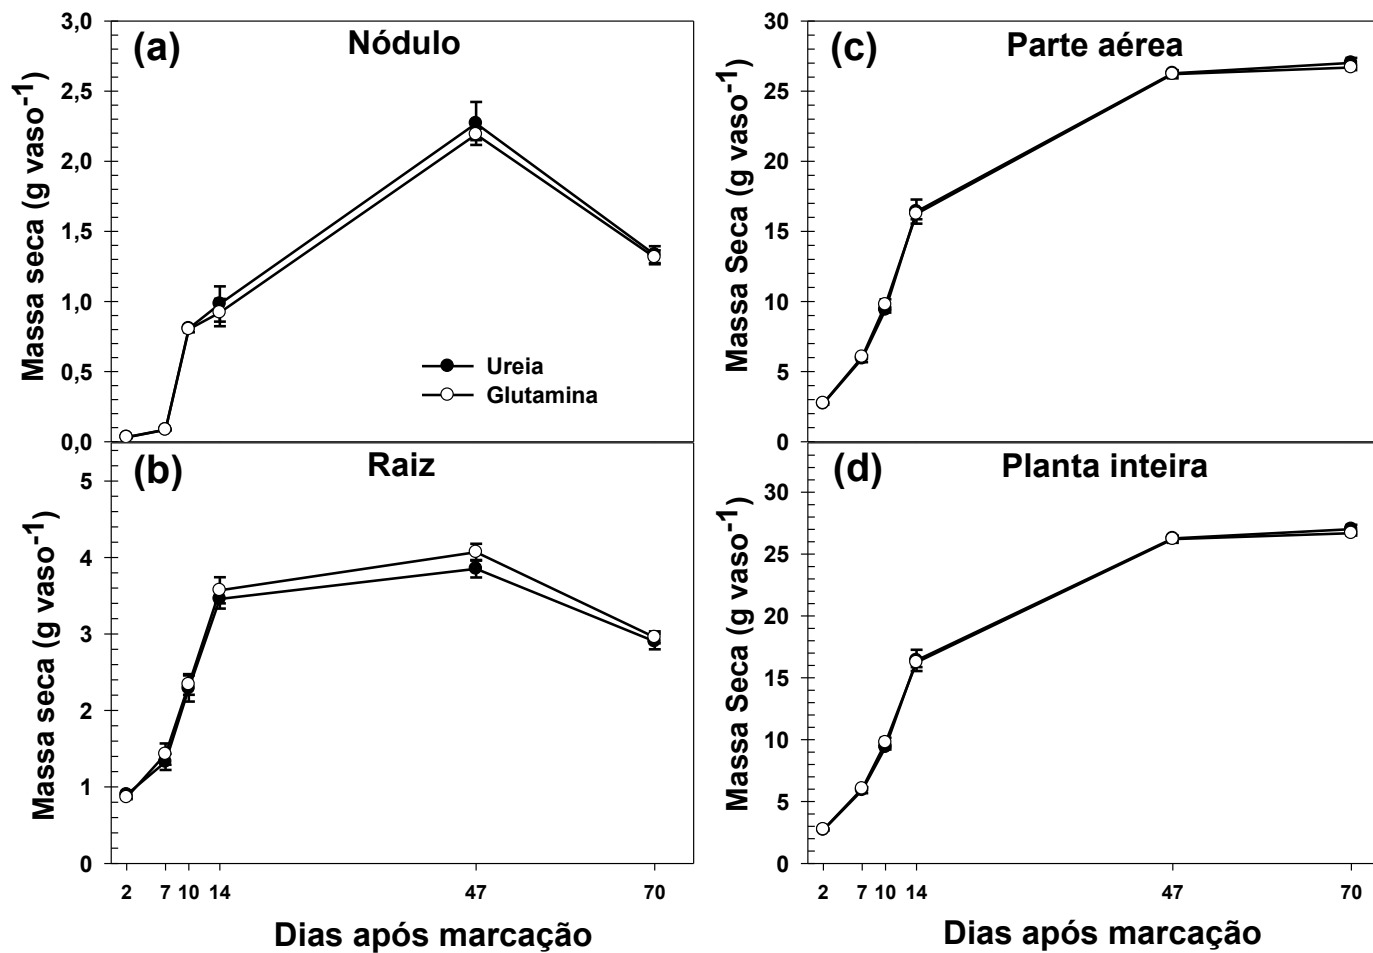 (a) Nódulo
Massa seca (g vaso-1)
3,0
2,5
2,0
1,5
1,0
0,5
0,0
Ureia
Glutamina
(b) Raiz
Massa seca (g vaso-1)
5
4
3
2
1
0
2 7 10 14 47 70
Dias após marcação
(c) Parte aérea
Massa Seca (g vaso-1)
30
25
20
15
10
5
0
(d) Planta inteira
Massa Seca (g vaso-1)
30
25
20
15
10
5
0
2 7 10 14 47 70
Dias após marcação